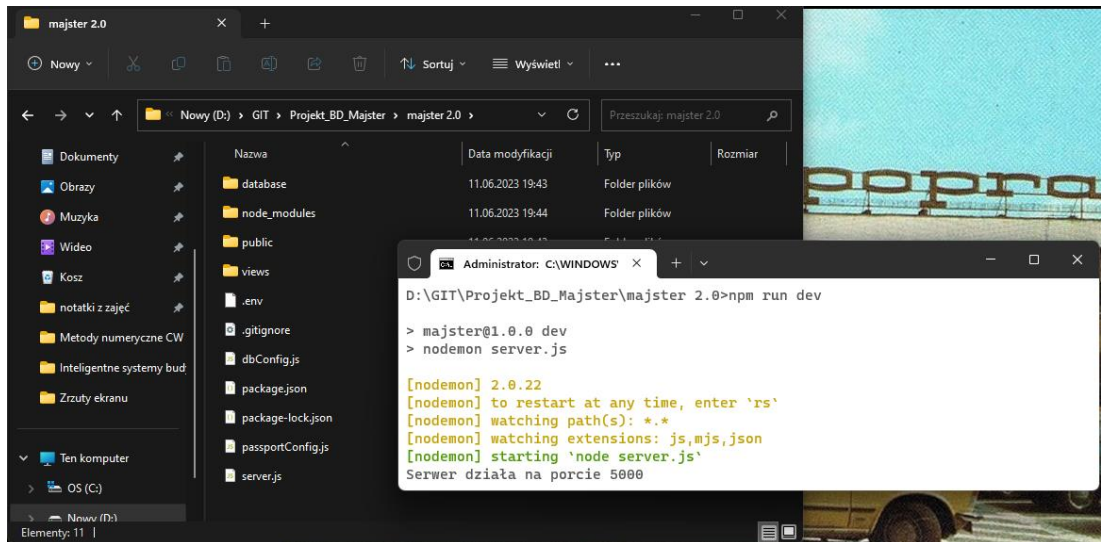 majster 2.0
Nowy
Sortuj
Wyświetl
Nowy (D:) › GIT › Projekt_BD_Majster › majster 2.0 ›
Przeszukaj: majster 2.0
Dokumenty
Obrazy
Muzyka
Wideo
Kosz
notatki z zajęć
Metody numeryczne CW
Inteligentne systemy bud
Zrzuty ekranu
Ten komputer
OS (C:)
Nowy (D:)
Nazwa Data modyfikacji Typ Rozmiar
database 11.06.2023 19:43 Folder plików
node_modules 11.06.2023 19:44 Folder plików
public
views
.env
.gitignore
dbConfig.js
package.json
package-lock.json
passportConfig.js
server.js
Elementy: 11
Administrator: C:\WINDOWS'
D:\GIT\Projekt_BD_Majster\majster 2.0>npm run dev
> majster@1.0.0 dev
> nodemon server.js
[nodemon] 2.0.22
[nodemon] to restart at any time, enter `rs`
[nodemon] watching path(s): *.*
[nodemon] watching extensions: js,mjs,json
[nodemon] starting `node server.js`
Serwer działa na porcie 5000